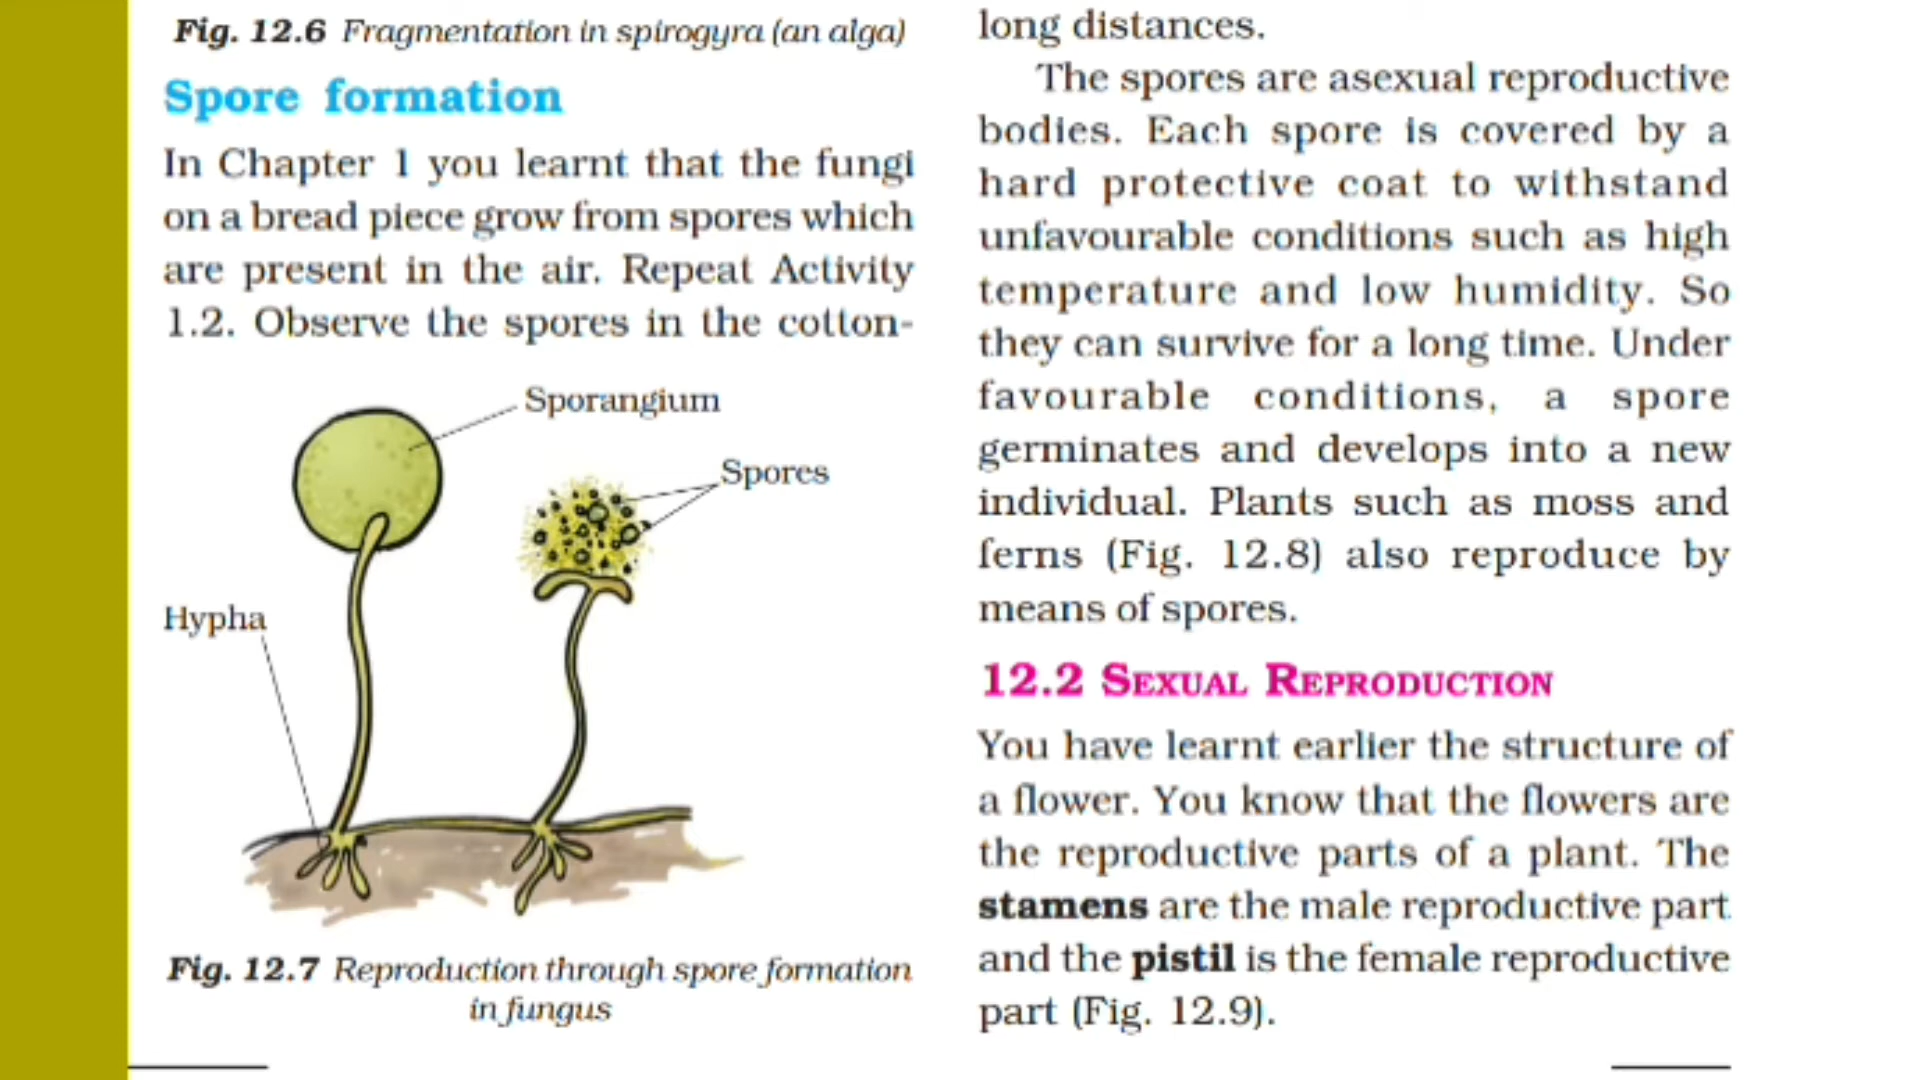 Fig. 12.6 Fragmentation in spirogyra (an alga)
Spore formation
In Chapter 1 you learnt that the fungi
on a bread piece grow from spores which
are present in the air. Repeat Activity
1.2. Observe the spores in the cotton-
Sporangium
Spores
Hypha
Fig. 12.7 Reproduction through spore formation
in fungus
long distances.
The spores are asexual reproductive
bodies. Each spore is covered by a
hard protective coat to withstand
unfavourable conditions such as high
temperature and low humidity. So
they can survive for a long time. Under
favourable conditions, a spore
germinates and develops into a new
individual. Plants such as moss and
ferns (Fig. 12.8) also reproduce by
means of spores.
12.2 SEXUAL REPRODUCTION
You have learnt earlier the structure of
a flower. You know that the flowers are
the reproductive parts of a plant. The
stamens are the male reproductive part
and the pistil is the female reproductive
part (Fig. 12.9).